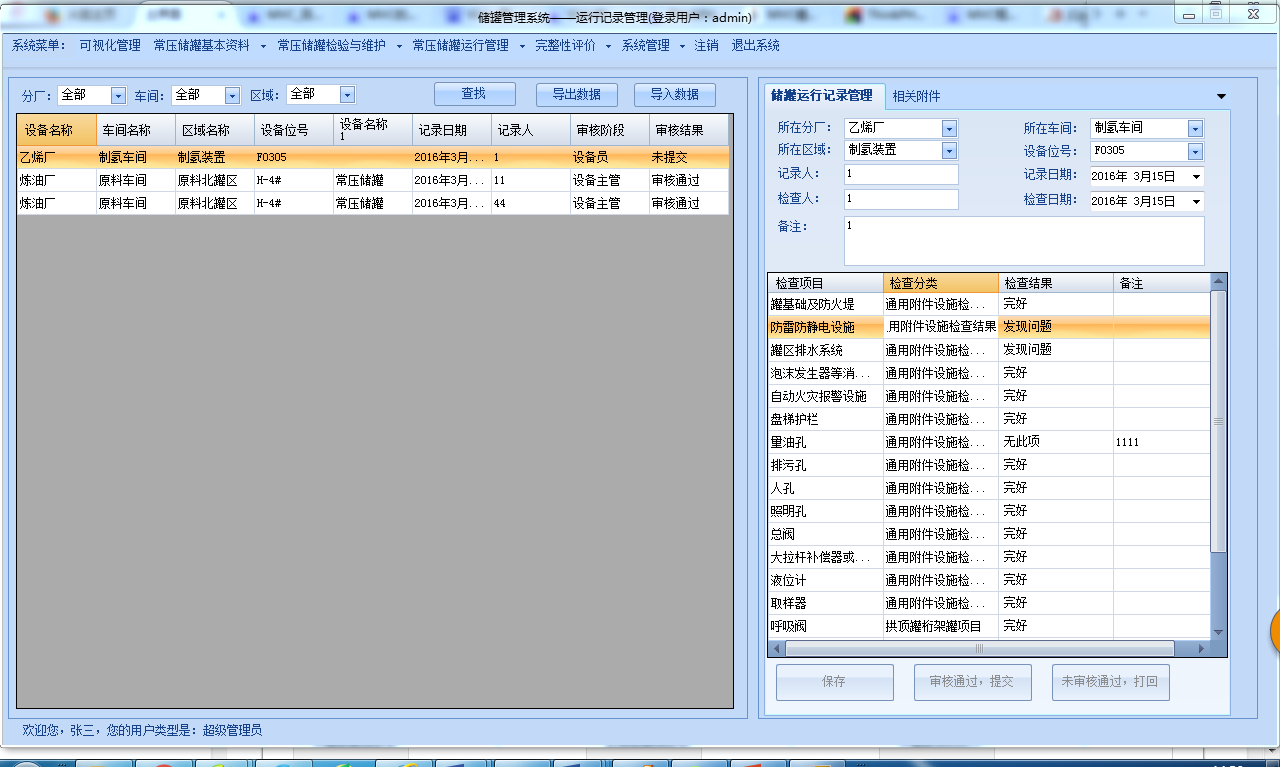 储罐管理系统——运行记录管理(登录用户：admin)
系统菜单： 可视化管理 常压储罐基本资料 常压储罐检验与维护 常压储罐运行管理 完整性评价 系统管理 注销 退出系统
分厂： 全部 车间： 全部 区域： 全部 查找 导出数据 导入数据
设备名称 车间名称 区域名称 设备位号 设备名称1 记录日期 记录人 审核阶段 审核结果
乙烯厂 制氢车间 制氢装置 F0305 2016年3月... 1 设备员 未提交
炼油厂 原料车间 原料北罐区 H-4# 常压储罐 2016年3月... 11 设备主管 审核通过
炼油厂 原料车间 原料北罐区 H-4# 常压储罐 2016年3月... 44 设备主管 审核通过
储罐运行记录管理 相关附件
所在分厂： 乙烯厂 所在车间： 制氢车间
所在区域： 制氢装置 设备位号： F0305
记录人： 1 记录日期： 2016年 3月15日
检查人： 1 检查日期： 2016年 3月15日
备注： 1
检查项目 检查分类 检查结果 备注
罐基础及防火堤 通用附件设施检... 完好
防雷防静电设施 用附件设施检查结果 发现问题
罐区排水系统 通用附件设施检... 发现问题
泡沫发生器等消... 通用附件设施检... 完好
自动火灾报警设施 通用附件设施检... 完好
盘梯护栏 通用附件设施检... 完好
量油孔 通用附件设施检... 无此项 1111
排污孔 通用附件设施检... 完好
人孔 通用附件设施检... 完好
照明孔 通用附件设施检... 完好
总阀 通用附件设施检... 完好
大拉杆补偿器或... 通用附件设施检... 完好
液位计 通用附件设施检... 完好
取样器 通用附件设施检... 完好
呼吸阀 拱顶罐桁架罐项目 完好
保存 审核通过，提交 未审核通过，打回
欢迎您，张三，您的用户类型是：超级管理员